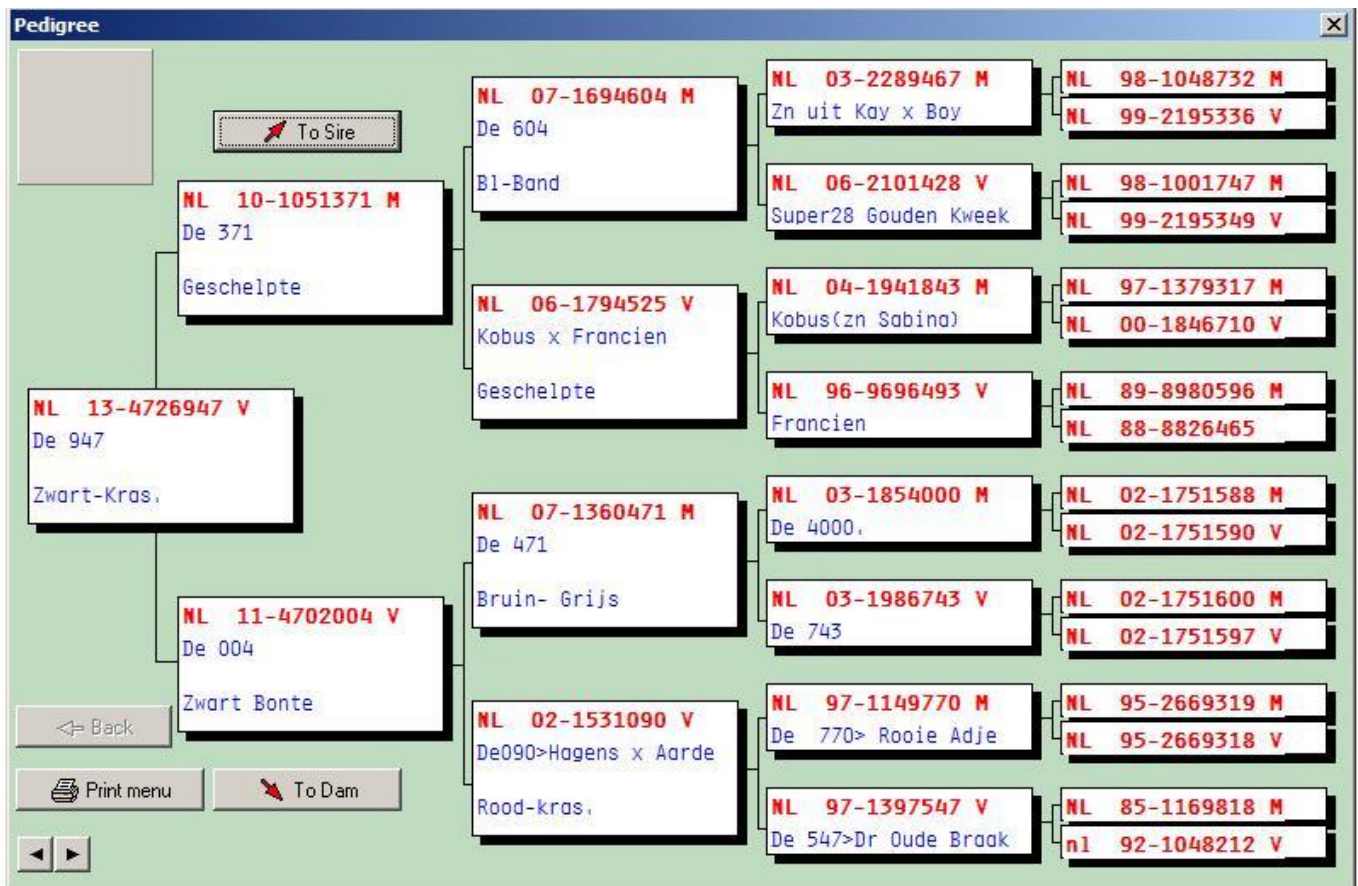 Pedigree
To Sire
NL 13-4726947 V
De 947
Zwart-Kras.
NL 10-1051371 M
De 371
Geschelpte
NL 11-4702004 V
De 004
Zwart Bonte
NL 07-1694604 M
De 604
Bl-Band
NL 06-1794525 V
Kobus x Francien
Geschelpte
NL 07-1360471 M
De 471
Bruin- Grijs
NL 02-1531090 V
De090>Hagens x Aarde
Rood-kras.
NL 03-2289467 M
Zn uit Kay x Boy
NL 06-2101428 V
Super28 Gouden Kweek
NL 04-1941843 M
Kobus(zn Sabina)
NL 96-9696493 V
Francien
NL 03-1854000 M
De 4000.
NL 03-1986743 V
De 743
NL 97-1149770 M
De 770> Rooie Adje
NL 97-1397547 V
De 547>Dr Oude Braak
NL 98-1048732 M
NL 99-2195336 V
NL 98-1001747 M
NL 99-2195349 V
NL 97-1379317 M
NL 00-1846710 V
NL 89-8980596 M
NL 88-8826465
NL 02-1751588 M
NL 02-1751590 V
NL 02-1751600 M
NL 02-1751597 V
NL 95-2669319 M
NL 95-2669318 V
NL 85-1169818 M
nl 92-1048212 V
Back
Print menu
To Dam